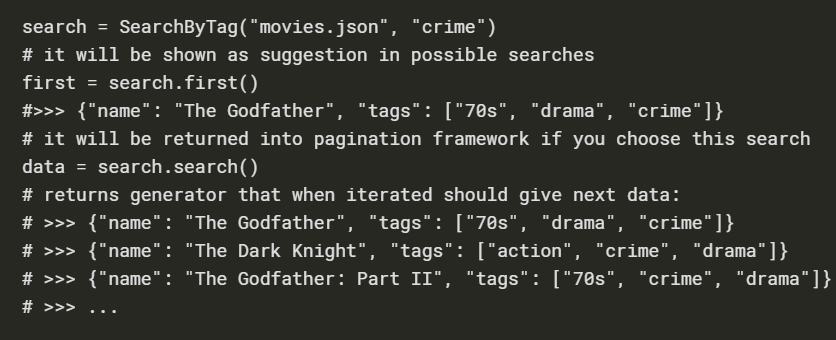 search = SearchByTag("movies.json", "crime")
# it will be shown as suggestion in possible searches
first = search.first()
#>>> {"name": "The Godfather", "tags": ["70s", "drama", "crime"]}
# it will be returned into pagination framework if you choose this search
data = search.search()
# returns generator that when iterated should give next data:
# >>> {"name": "The Godfather", "tags": ["70s", "drama", "crime"]}
# >>> {"name": "The Dark Knight", "tags": ["action", "crime", "drama"]}
# >>> {"name": "The Godfather: Part II", "tags": ["70s", "crime", "drama"]}
# >>> ...